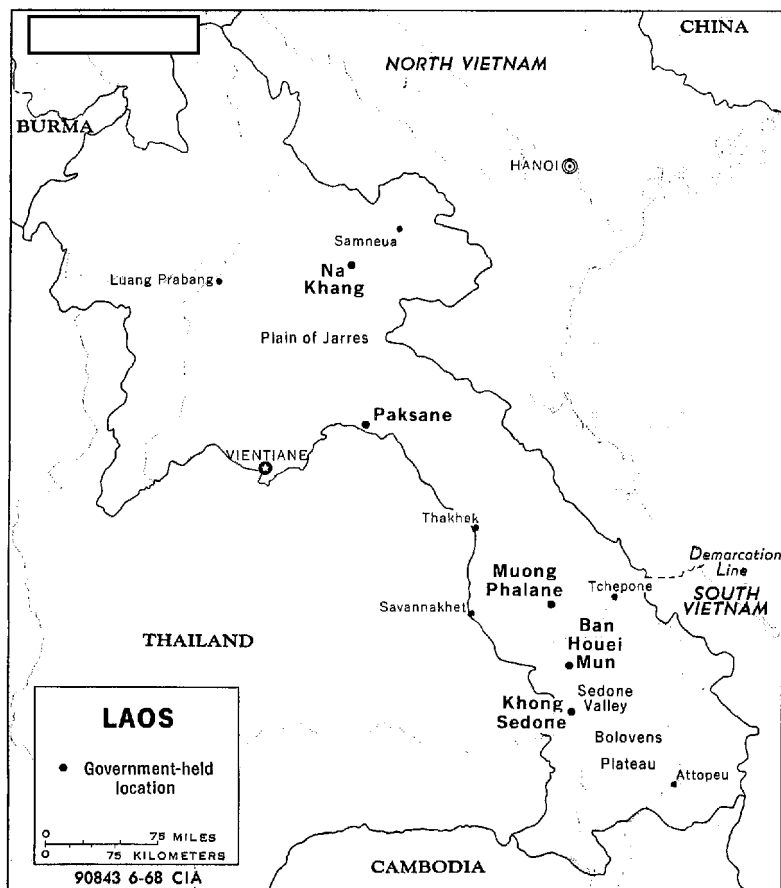 CHINA
NORTH VIETNAM
BURMA
HANOI
Samneua
Na
Khang
Luang Prabang
Plain of Jarres
Paksane
VIENTIANE
Thakhek
Demarcation
Line
Muong
Phalane
Tchepone
SOUTH
VIETNAM
Savannakhet
Ban
Houei
Mun
THAILAND
Sedone
Valley
Khong
Sedone
LAOS
Bolovens
Plateau
Government-held
location
Attopeu
0 75 MILES
0 75 KILOMETERS
CAMBODIA
90843 6-68 CIA